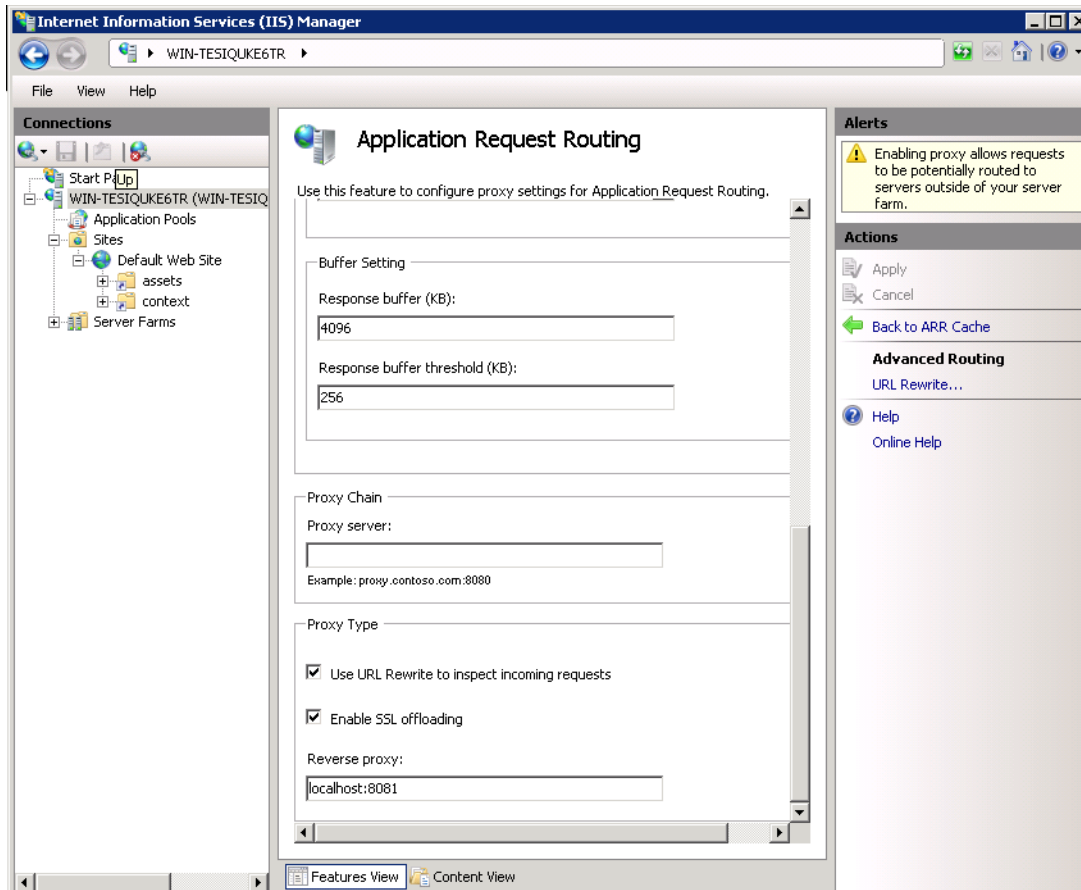 Internet Information Services (IIS) Manager
WIN-TESIQUKE6TR
File View Help
Connections
Start Pa
Up
WIN-TESIQUKE6TR (WIN-TESIQ
Application Pools
Sites
Default Web Site
assets
context
Server Farms
Application Request Routing
Use this feature to configure proxy settings for Application Request Routing.
Buffer Setting
Response buffer (KB):
4096
Response buffer threshold (KB):
256
Proxy Chain
Proxy server:
Example: proxy.contoso.com:8080
Proxy Type
Use URL Rewrite to inspect incoming requests
Enable SSL offloading
Reverse proxy:
localhost:8081
Features View
Content View
Alerts
Enabling proxy allows requests
to be potentially routed to
servers outside of your server
farm.
Actions
Apply
Cancel
Back to ARR Cache
Advanced Routing
URL Rewrite...
Help
Online Help